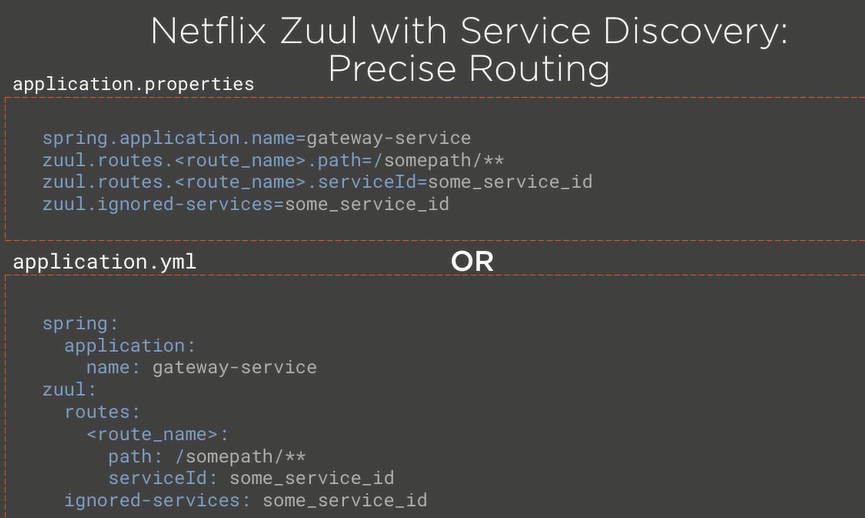 Netflix Zuul with Service Discovery:
Precise Routing
application.properties
spring.application.name=gateway-service
zuul.routes.<route_name>.path=/somepath/**
zuul.routes.<route_name>.serviceId=some_service_id
zuul.ignored-services=some_service_id
OR
application.yml
spring:
  application:
    name: gateway-service
zuul:
  routes:
    <route_name>:
      path: /somepath/**
      serviceId: some_service_id
  ignored-services: some_service_id